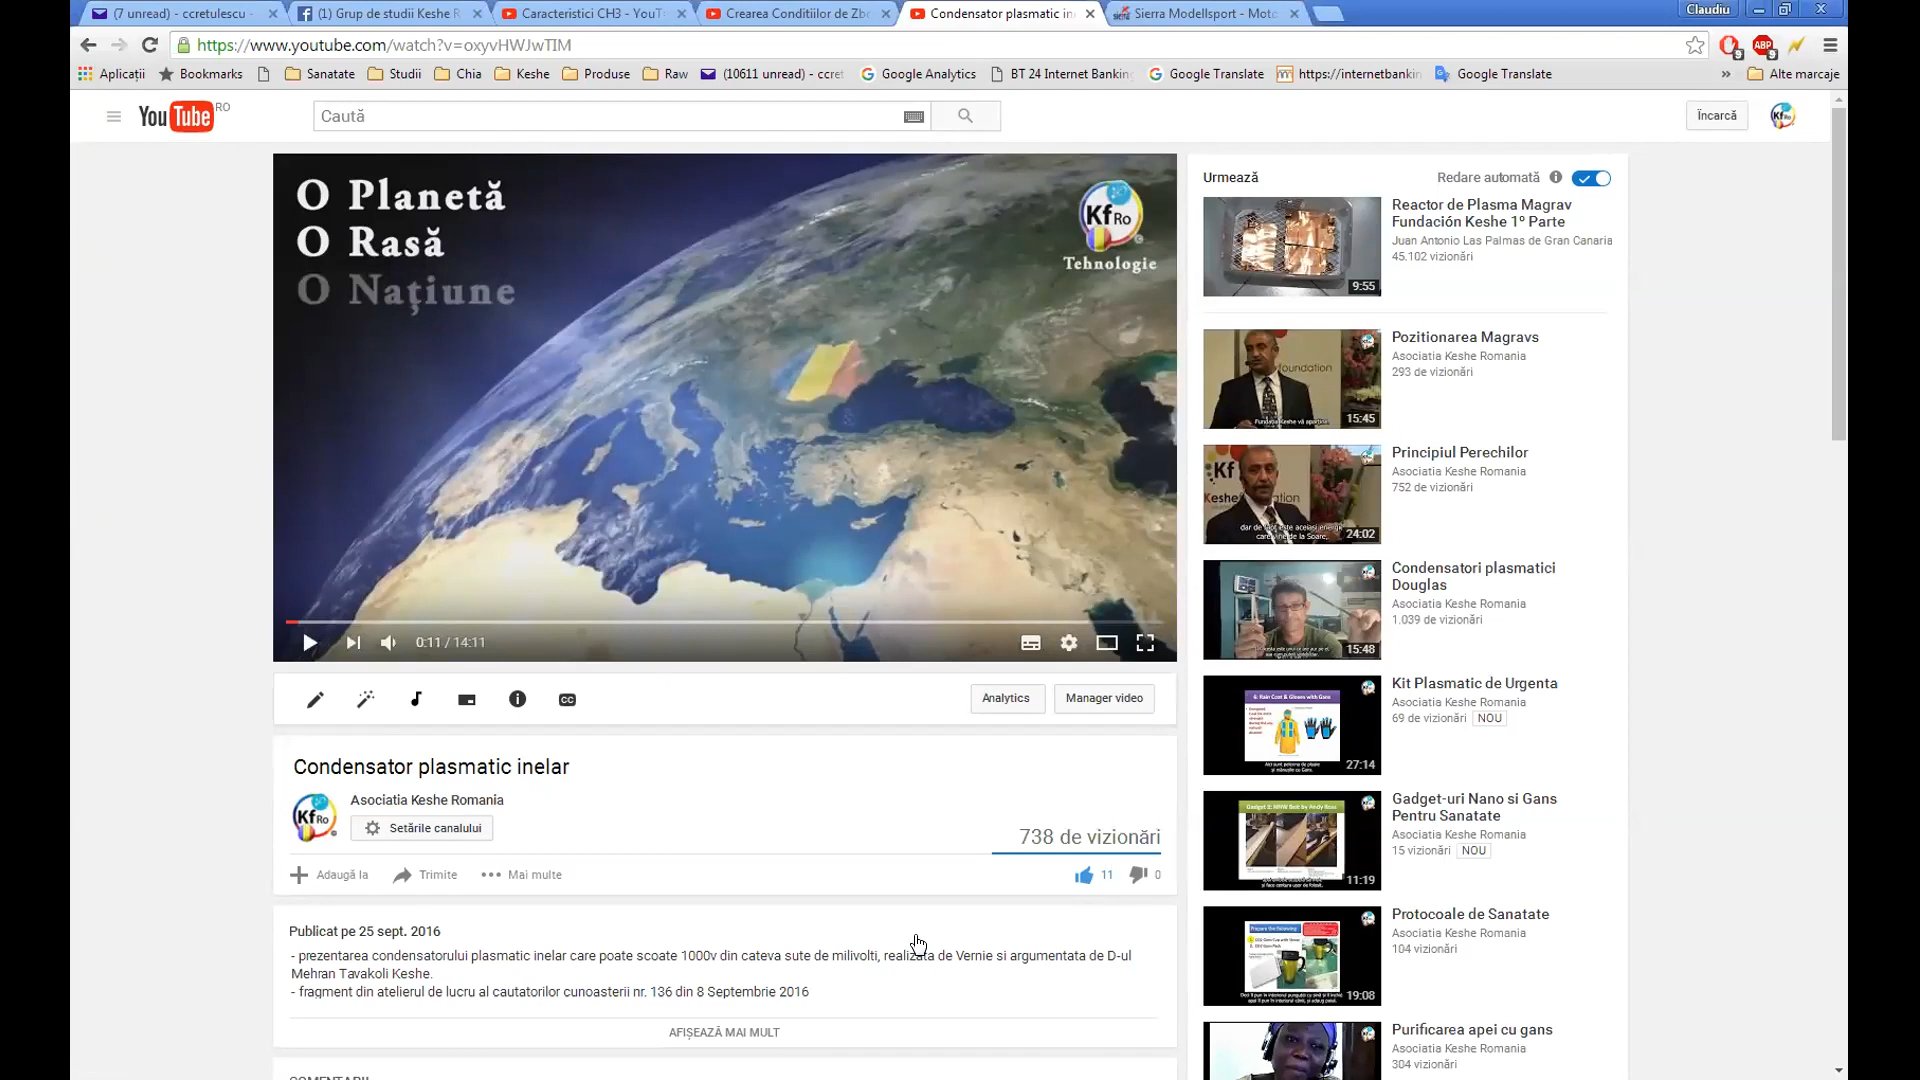 (7 unread) - ccretulescu -
(1) Grup de studii Keshe R
Caracteristici CH3 - YouT
Crearea Conditiilor de Zbo
Condensator plasmatic in
Sierra Modellsport - Moto
Claudiu
https://www.youtube.com/watch?v=oxyvHWJwTIM
Aplicații
Bookmarks
Sanatate
Studii
Chia
Keshe
Produse
Raw
(10611 unread) - ccret
Google Analytics
BT 24 Internet Banking
Google Translate
https://internetbankin
Google Translate
Alte marcaje
YouTube RO
Caută
Încarcă
O Planetă
O Rasă
O Națiune
Kf Ro
Tehnologie
0:11 / 14:11
Analytics
Manager video
Condensator plasmatic inelar
Asociatia Keshe Romania
Setările canalului
738 de vizionări
Adaugă la
Trimite
Mai multe
11
0
Publicat pe 25 sept. 2016
- prezentarea condensatorului plasmatic inelar care poate scoate 1000v din cateva sute de milivolti, realizata de Vernie si argumentata de D-ul
Mehran Tavakoli Keshe.
- fragment din atelierul de lucru al cautatorilor cunoasterii nr. 136 din 8 Septembrie 2016
AFIȘEAZĂ MAI MULT
COMENTARII
Urmează
Redare automată
Reactor de Plasma Magrav
Fundación Keshe 1º Parte
Juan Antonio Las Palmas de Gran Canaria
45.102 vizionări
9:55
Pozitionarea Magravs
Asociatia Keshe Romania
293 de vizionări
15:45
Principiul Perechilor
Asociatia Keshe Romania
752 de vizionări
24:02
Condensatori plasmatici
Douglas
Asociatia Keshe Romania
1.039 de vizionări
15:48
Kit Plasmatic de Urgenta
Asociatia Keshe Romania
69 de vizionări NOU
27:14
Gadget-uri Nano si Gans
Pentru Sanatate
Asociatia Keshe Romania
15 vizionări NOU
11:19
Protocoale de Sanatate
Asociatia Keshe Romania
104 vizionări
19:08
Purificarea apei cu gans
Asociatia Keshe Romania
304 vizionări